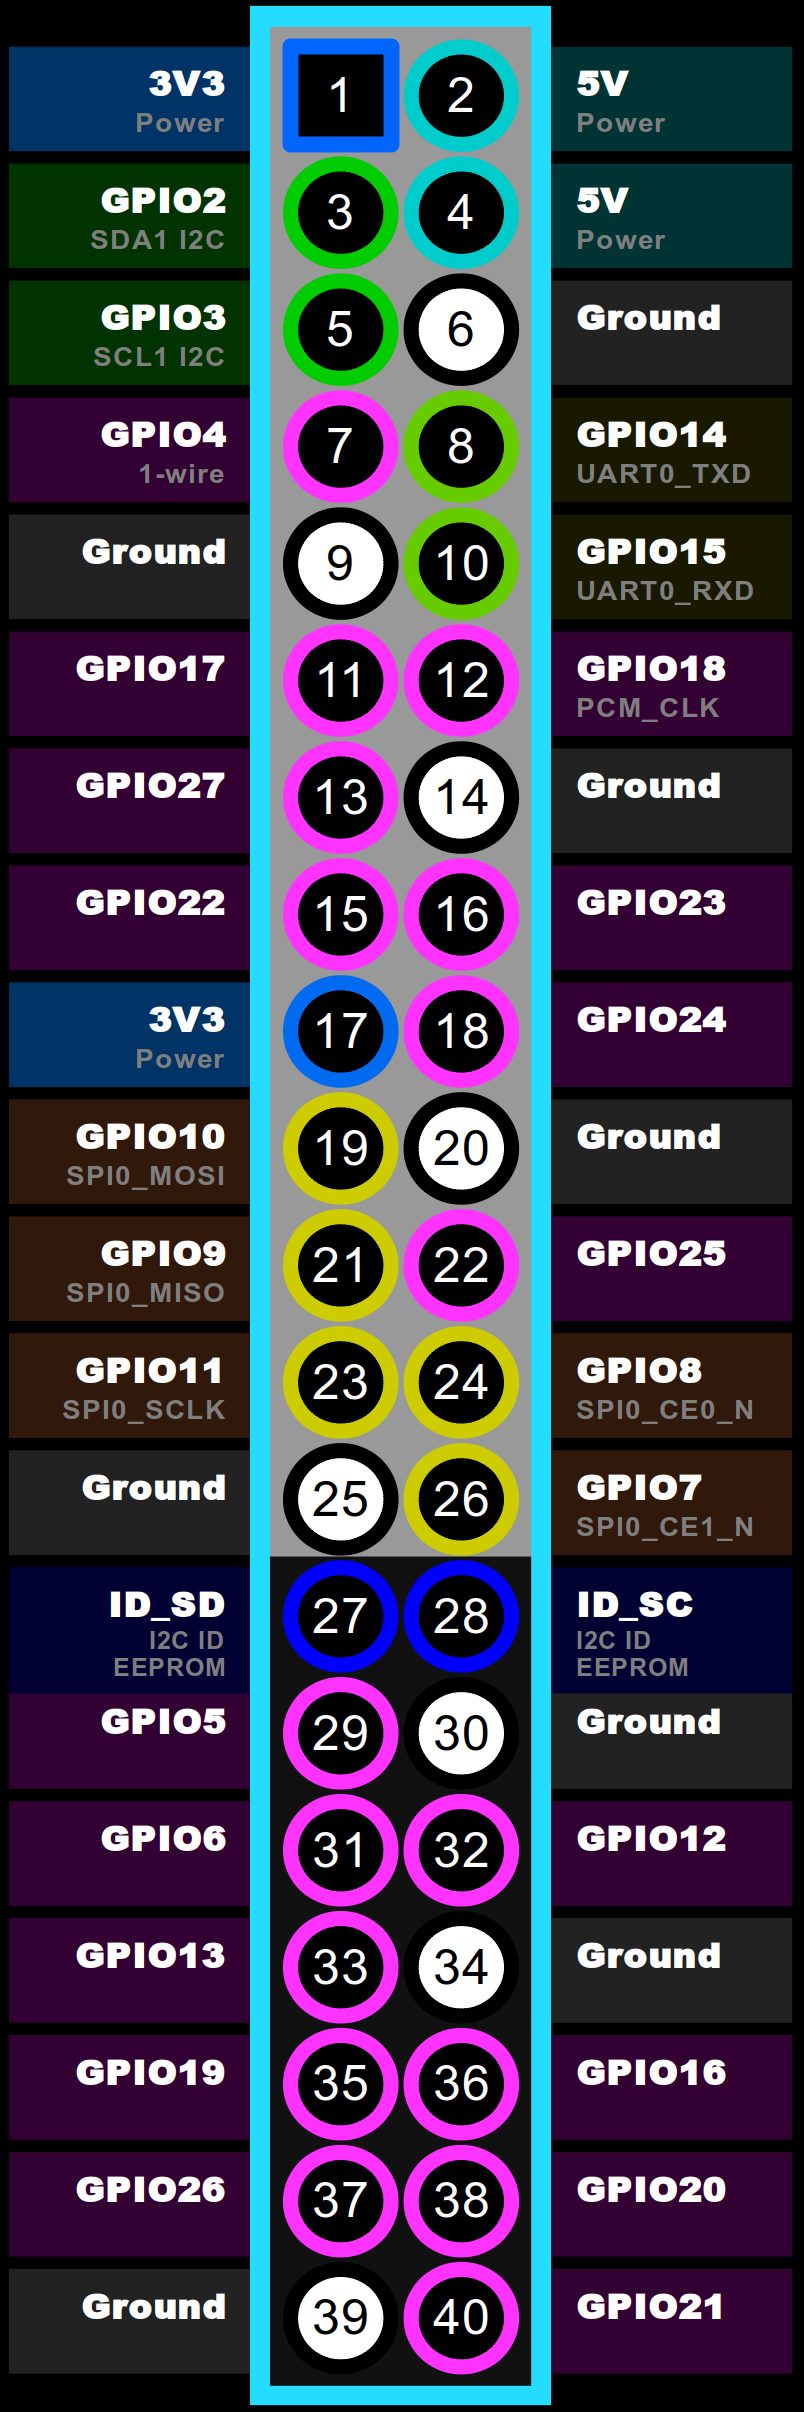 3V3 1 2 5V
Power Power
GPIO2 3 4 5V
SDA1 I2C Power
GPIO3 5 6 Ground
SCL1 I2C
GPIO4 7 8 GPIO14
1-wire UART0_TXD
Ground 9 10 GPIO15
UART0_RXD
GPIO17 11 12 GPIO18
PCM_CLK
GPIO27 13 14 Ground
GPIO22 15 16 GPIO23
3V3 17 18 GPIO24
Power
GPIO10 19 20 Ground
SPI0_MOSI
GPIO9 21 22 GPIO25
SPI0_MISO
GPIO11 23 24 GPIO8
SPI0_SCLK SPI0_CE0_N
Ground 25 26 GPIO7
SPI0_CE1_N
ID_SD 27 28 ID_SC
I2C ID I2C ID
EEPROM EEPROM
GPIO5 29 30 Ground
GPIO6 31 32 GPIO12
GPIO13 33 34 Ground
GPIO19 35 36 GPIO16
GPIO26 37 38 GPIO20
Ground 39 40 GPIO21